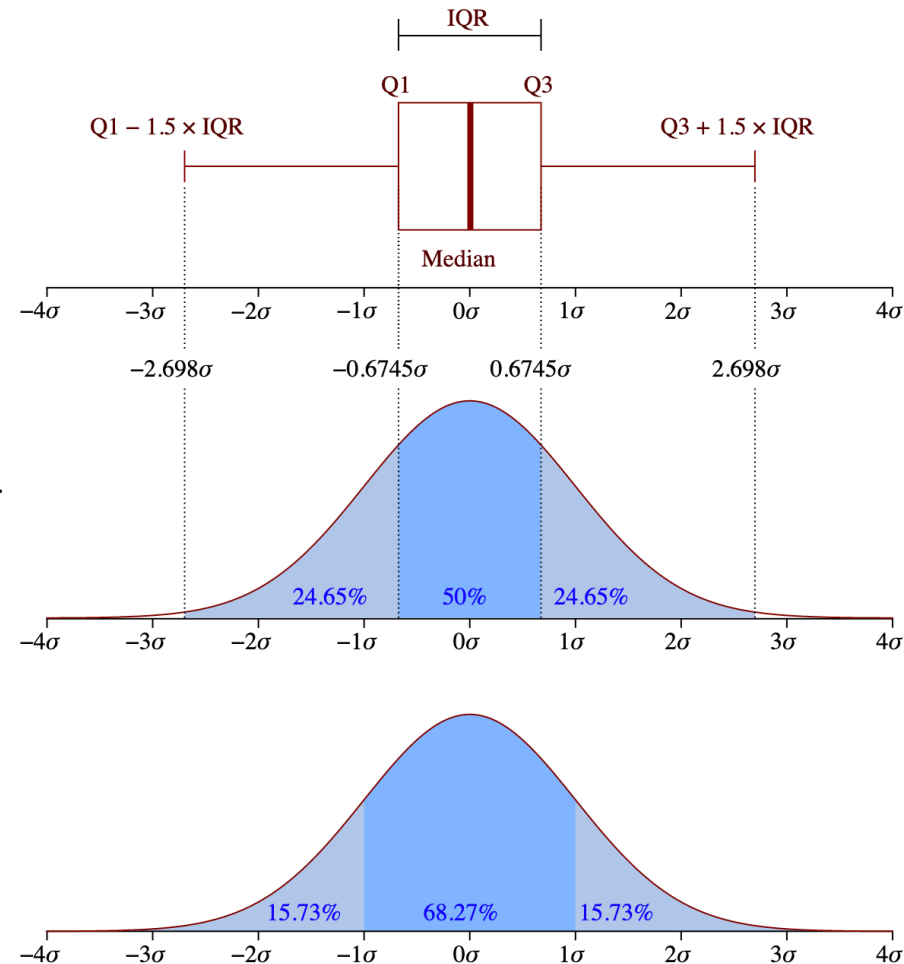 IQR
Q1 Q3
Q1 − 1.5 × IQR Q3 + 1.5 × IQR
Median
−4σ −3σ −2σ −1σ 0σ 1σ 2σ 3σ 4σ
−2.698σ −0.6745σ 0.6745σ 2.698σ
24.65% 50% 24.65%
−4σ −3σ −2σ −1σ 0σ 1σ 2σ 3σ 4σ
15.73% 68.27% 15.73%
−4σ −3σ −2σ −1σ 0σ 1σ 2σ 3σ 4σ